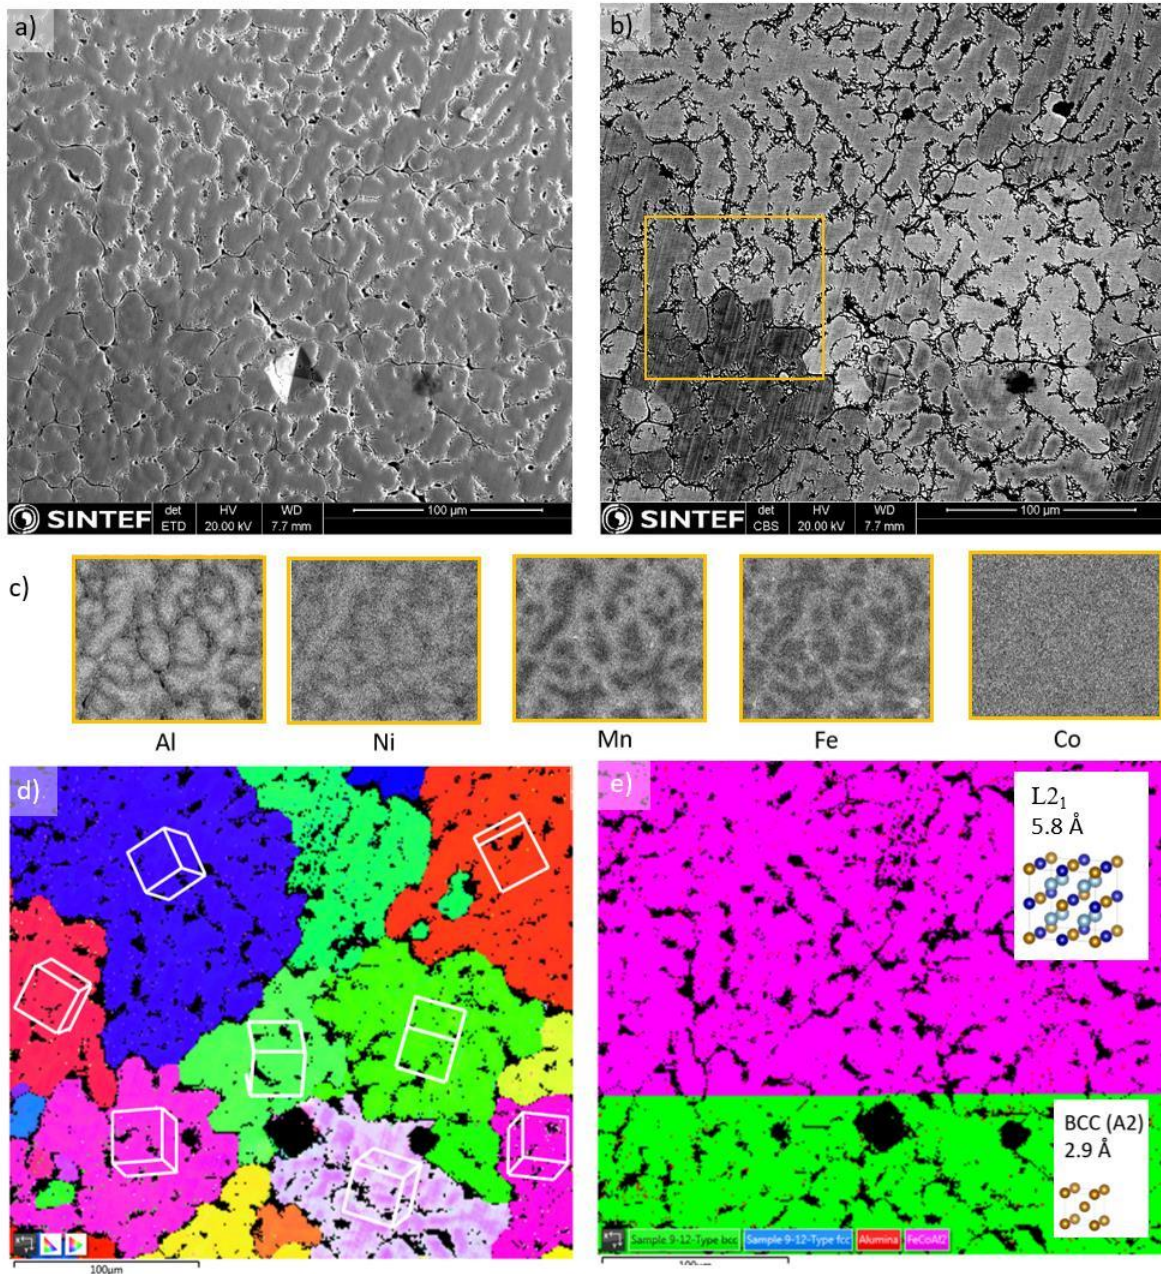 a)
SINTEF
det
ETD
HV
20.00 kV
WD
7.7 mm
100 µm
b)
SINTEF
det
CBS
HV
20.00 kV
WD
7.7 mm
100 µm
c)
Al
Ni
Mn
Fe
Co
d)
100µm
e)
L2₁
5.8 Å
BCC (A2)
2.9 Å
Sample 9-12-Type bcc
Sample 9-12-Type fcc
Alumina
FeCoAl2